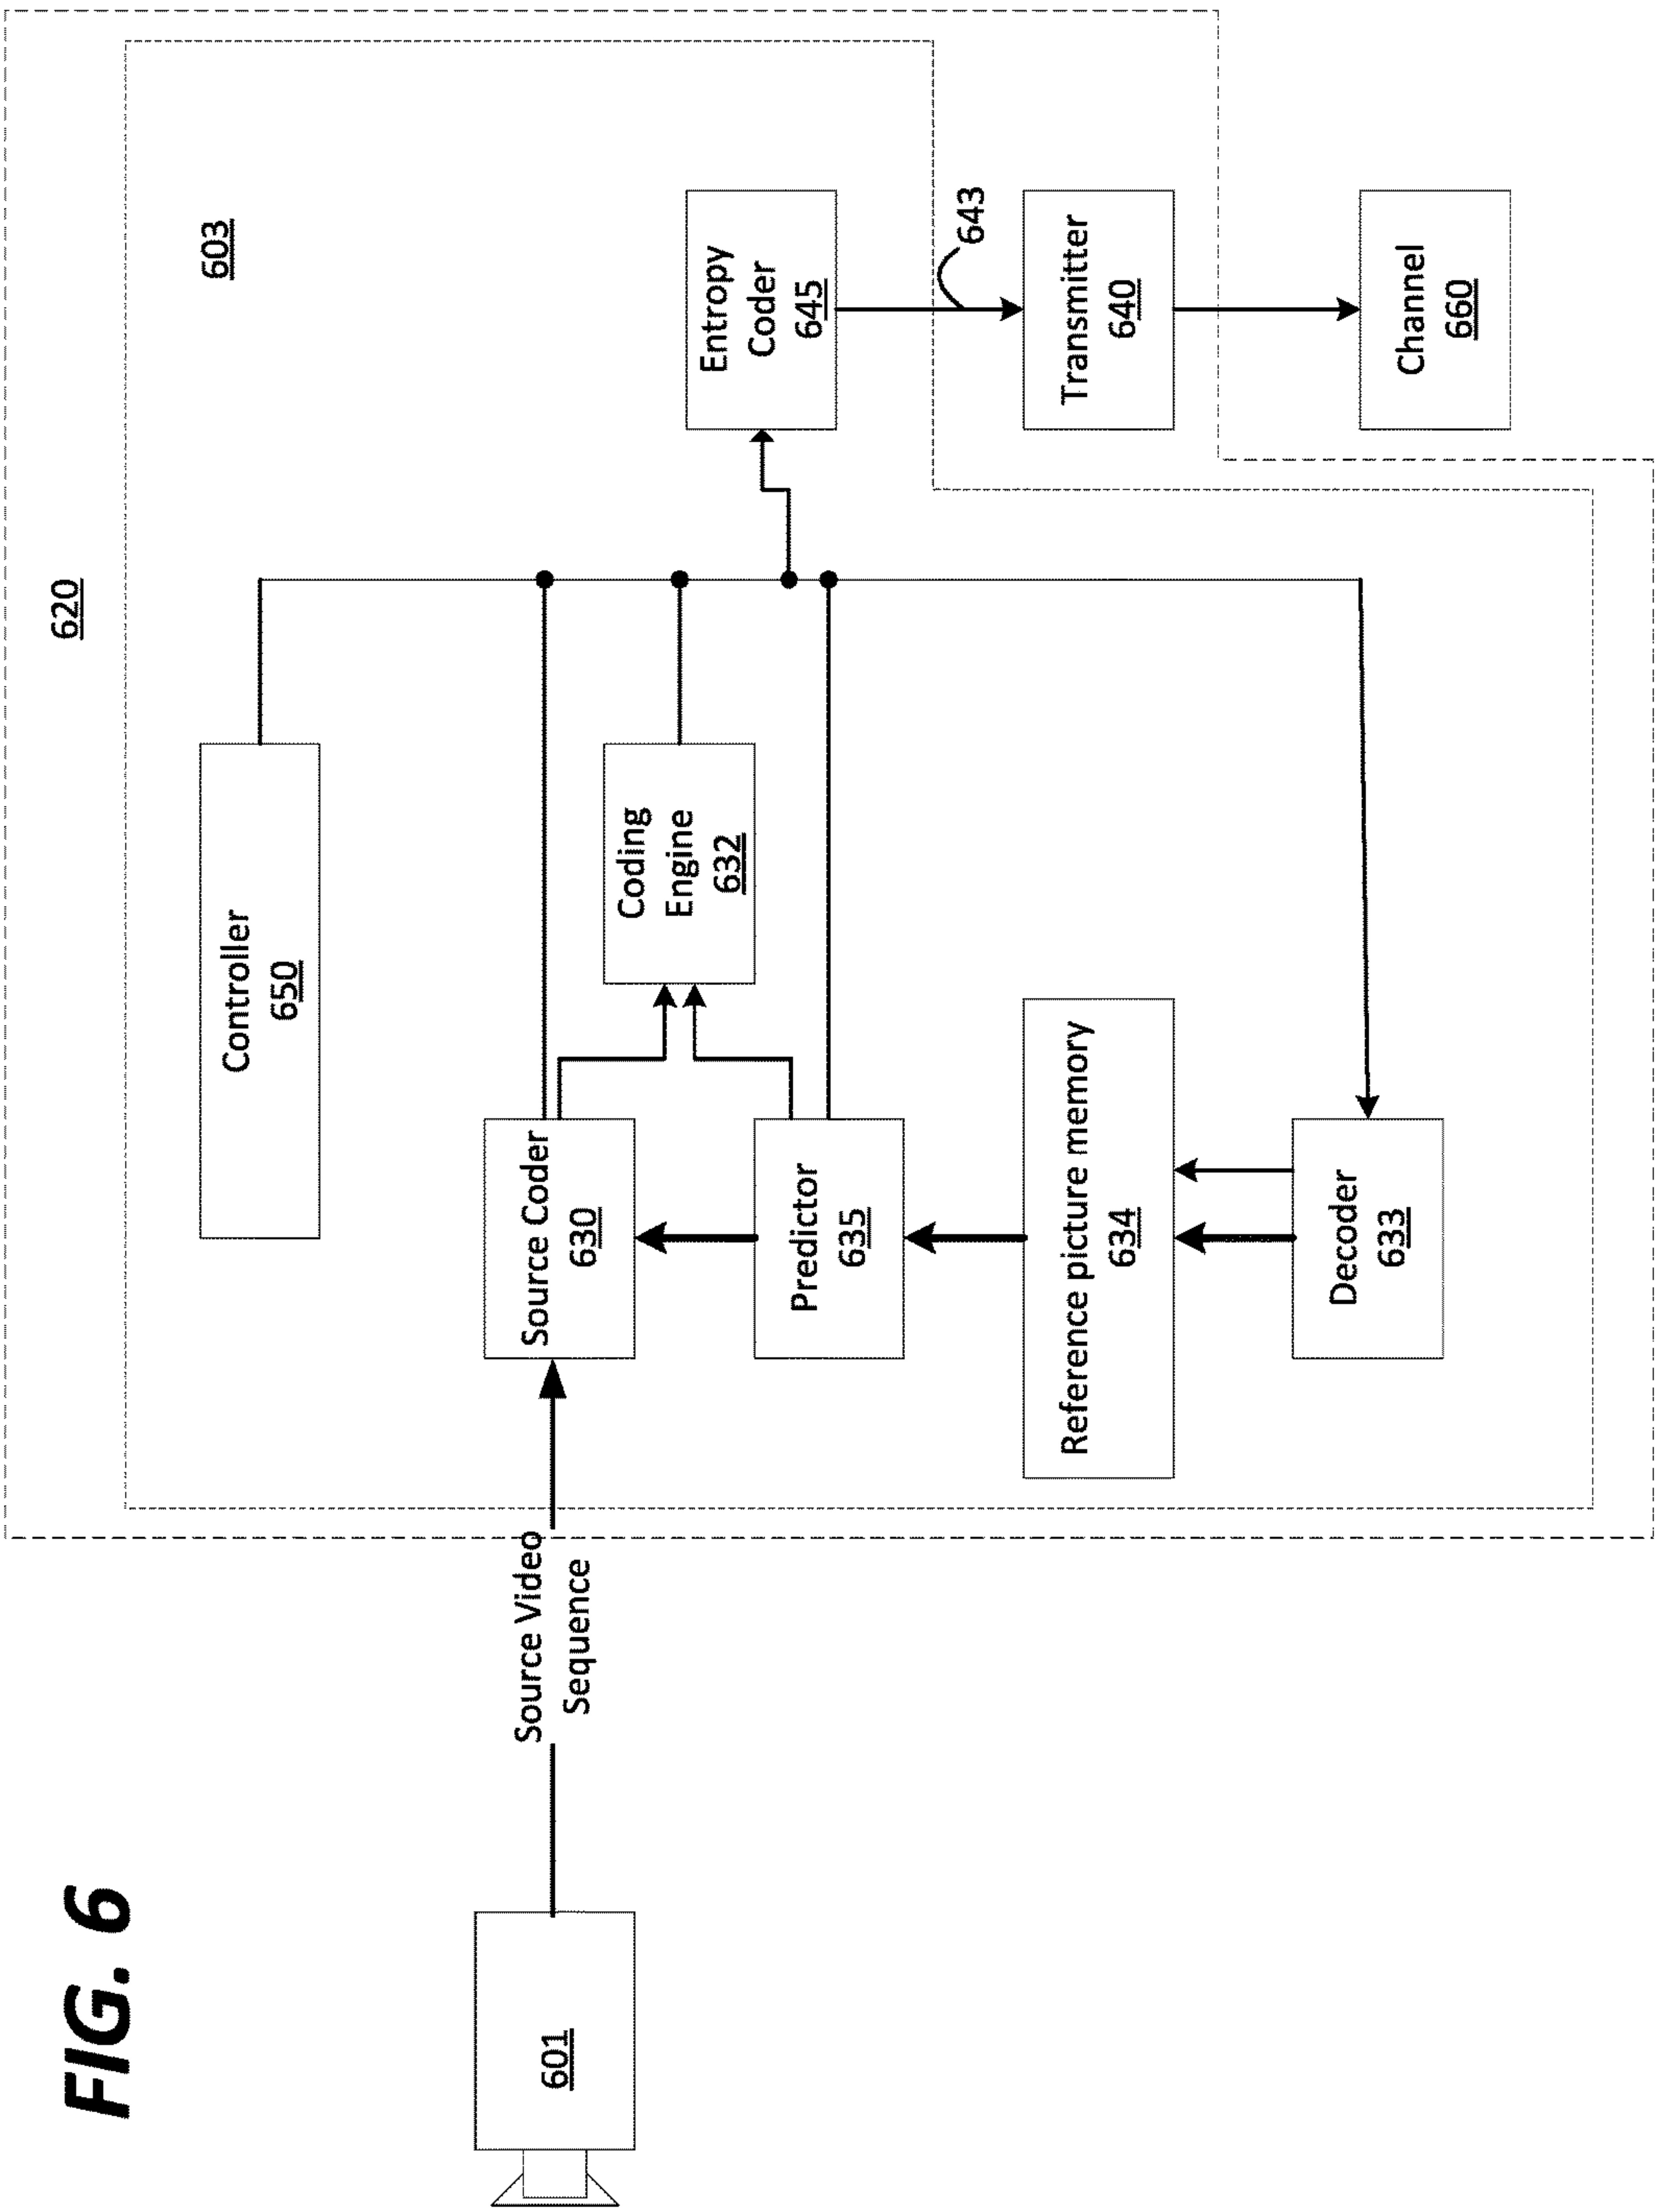 FIG. 6
620
603
Controller
650
601
Source Video
Sequence
Source Coder
630
Coding
Engine
632
Entropy
Coder
645
Predictor
635
643
Reference picture memory
634
Transmitter
640
Decoder
633
Channel
660